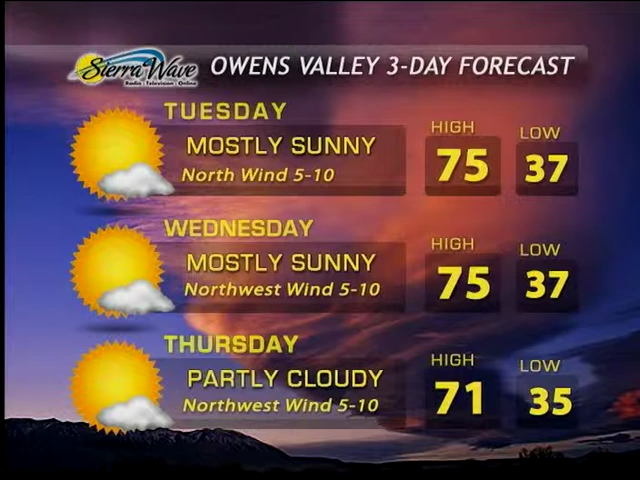 Sierra Wave
Radio | Television | Online
OWENS VALLEY 3-DAY FORECAST
TUESDAY
MOSTLY SUNNY
North Wind 5-10
HIGH
75
LOW
37
WEDNESDAY
MOSTLY SUNNY
Northwest Wind 5-10
HIGH
75
LOW
37
THURSDAY
PARTLY CLOUDY
Northwest Wind 5-10
HIGH
71
LOW
35